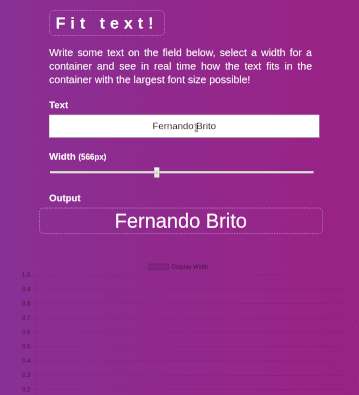 Fit text!
Write some text on the field below, select a width for a
container and see in real time how the text fits in the
container with the largest font size possible!
Text
Fernando Brito
Width (566px)
Output
Fernando Brito
Display Width
1.0
0.9
0.8
0.7
0.6
0.5
0.4
0.3
0.2